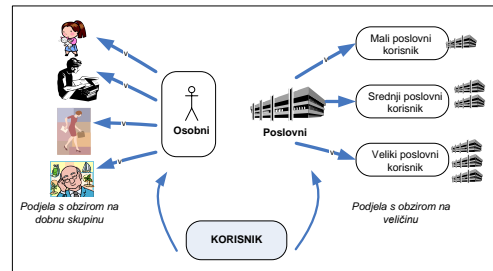 Mali poslovni
korisnik
Srednji poslovni
korisnik
Osobni
Poslovni
Veliki poslovni
korisnik
Podjela s obzirom na
dobnu skupinu
Podjela s obzirom na
veličinu
KORISNIK